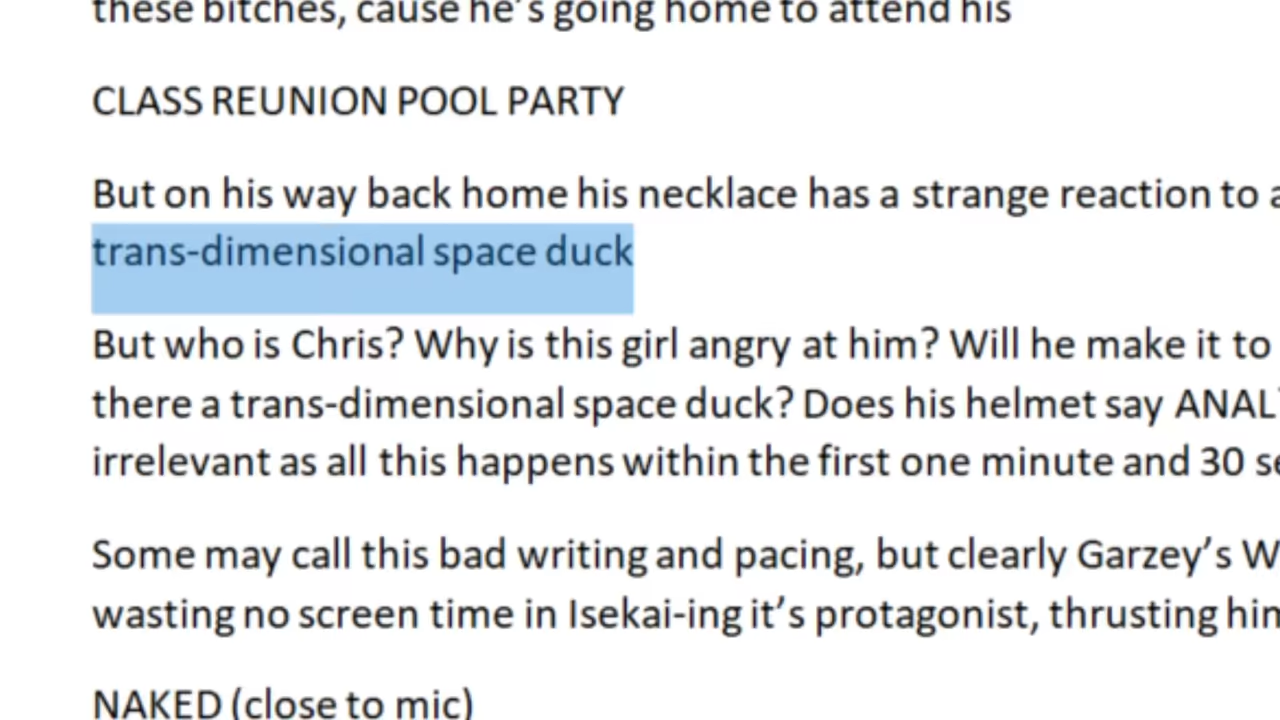 these bitches, cause he's going home to attend his
CLASS REUNION POOL PARTY
But on his way back home his necklace has a strange reaction to a
trans-dimensional space duck
But who is Chris? Why is this girl angry at him? Will he make it to
there a trans-dimensional space duck? Does his helmet say ANAL
irrelevant as all this happens within the first one minute and 30 se
Some may call this bad writing and pacing, but clearly Garzey’s W
wasting no screen time in Isekai-ing it’s protagonist, thrusting him
NAKED (close to mic)